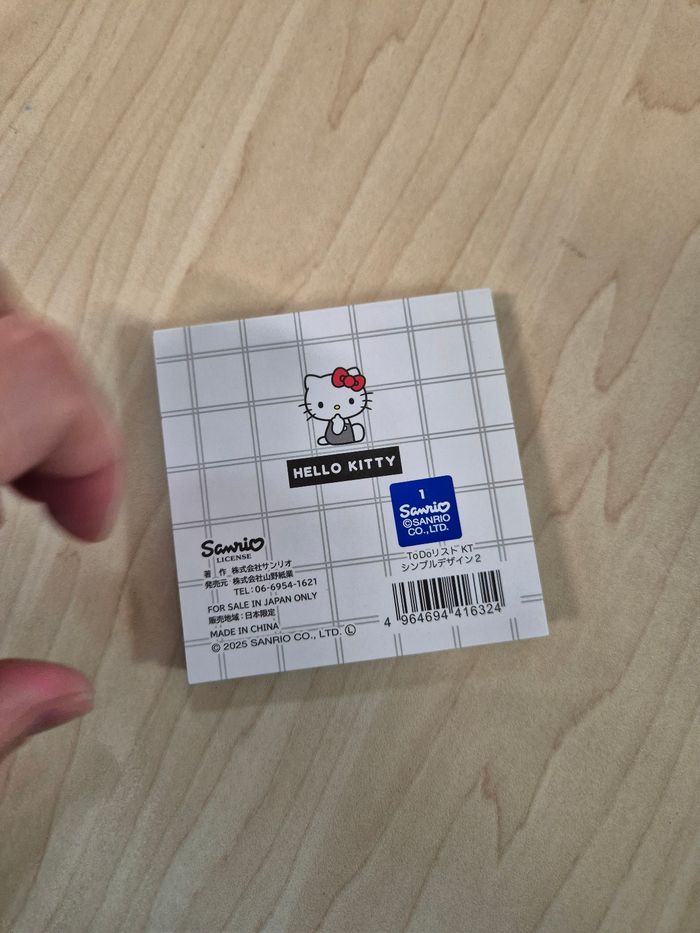 HELLO KITTY
1
Sanrio
©SANRIO
CO., LTD.
ToDoリスト KT
シンプルデザイン2
4 964694 416324
Sanrio
LICENSE
著 作 株式会社サンリオ
発売元 株式会社山野紙業
TEL:06-6954-1621
FOR SALE IN JAPAN ONLY
販売地域:日本限定
MADE IN CHINA
© 2025 SANRIO CO., LTD. Ⓛ